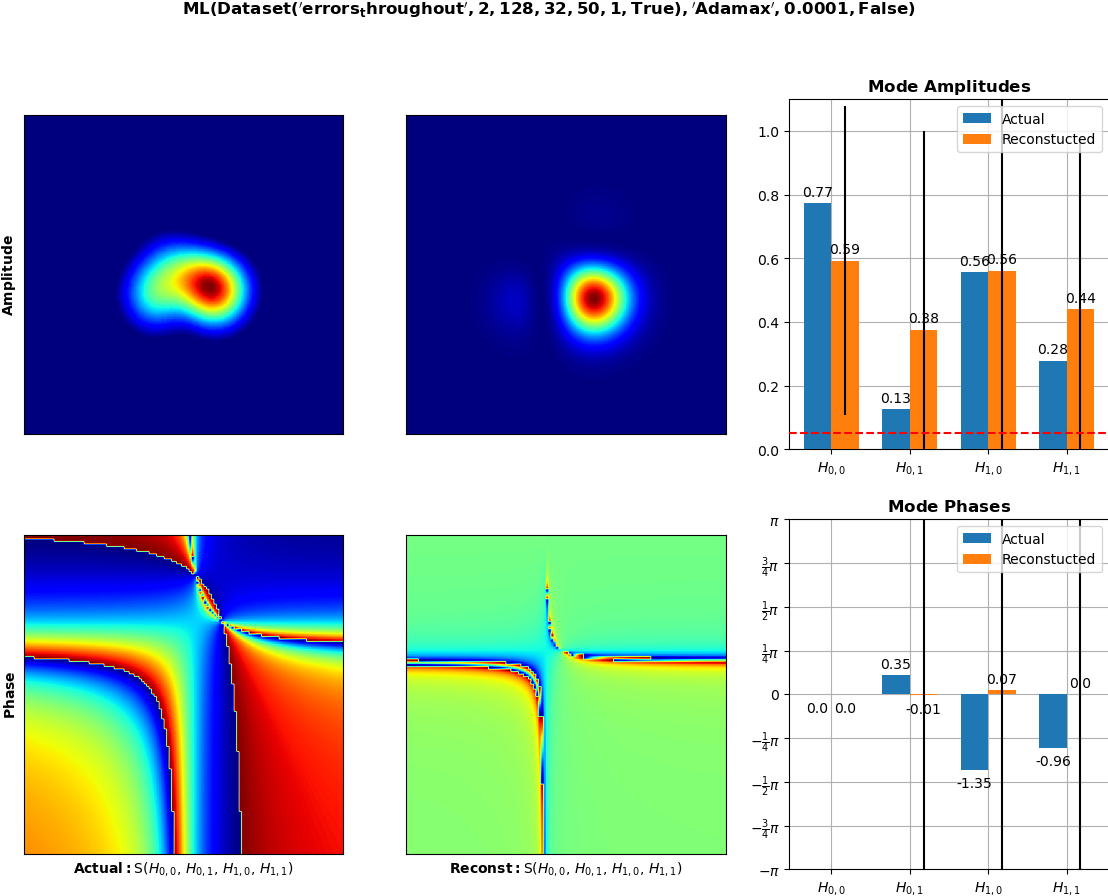 ML(Dataset('errors_throughout', 2, 128, 32, 50, 1, True), 'Adamax', 0.0001, False)
Amplitude
Mode Amplitudes
Actual
Reconstucted
1.0
0.8
0.6
0.4
0.2
0.0
0.77
0.59
0.13
0.38
0.56
0.56
0.28
0.44
H0,0
H0,1
H1,0
H1,1
Phase
Actual: S(H0,0, H0,1, H1,0, H1,1)
Reconst: S(H0,0, H0,1, H1,0, H1,1)
Mode Phases
Actual
Reconstucted
π
3/4π
1/2π
1/4π
0
−1/4π
−1/2π
−3/4π
−π
0.0
0.0
0.35
-0.01
-1.35
0.07
-0.96
0.0
H0,0
H0,1
H1,0
H1,1